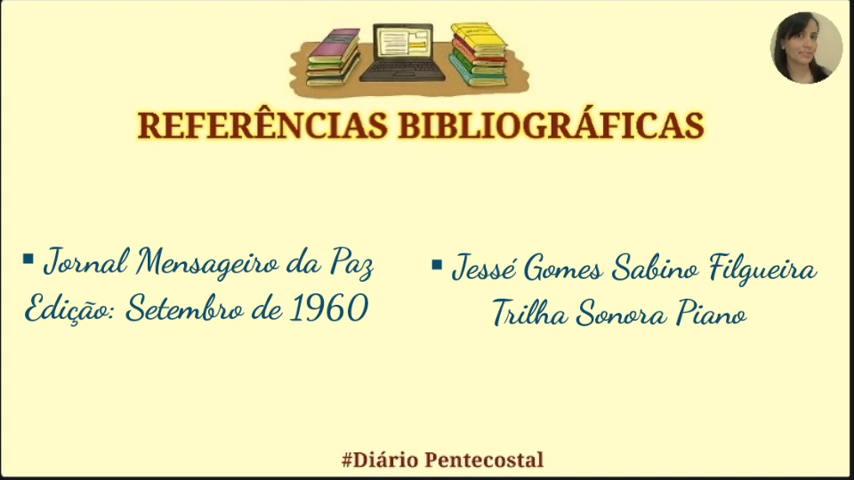 REFERÊNCIAS BIBLIOGRÁFICAS
▪ Jornal Mensageiro da Paz
Edição: Setembro de 1960
▪ Jessé Gomes Sabino Filgueira
Trilha Sonora Piano
#Diário Pentecostal